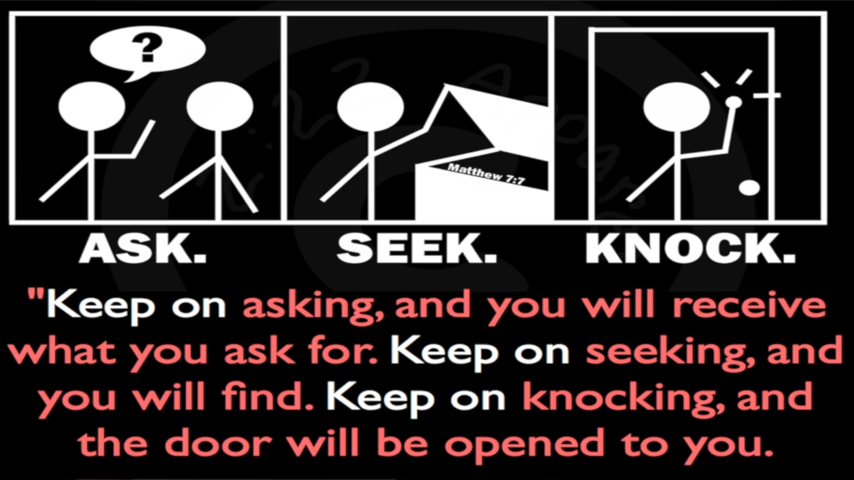 ?
Matthew 7:7
ASK. SEEK. KNOCK.
"Keep on asking, and you will receive
what you ask for. Keep on seeking, and
you will find. Keep on knocking, and
the door will be opened to you.